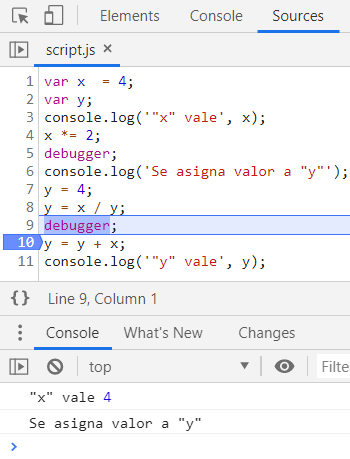 Elements Console Sources
script.js ×
1 var x  = 4;
2 var y;
3 console.log('"x" vale', x);
4 x *= 2;
5 debugger;
6 console.log('Se asigna valor a "y"');
7 y = 4;
8 y = x / y;
9 debugger;
10 y = y + x;
11 console.log('"y" vale', y);
{} Line 9, Column 1
Console What's New Changes
top ▼ Filte
"x" vale 4
Se asigna valor a "y"
>